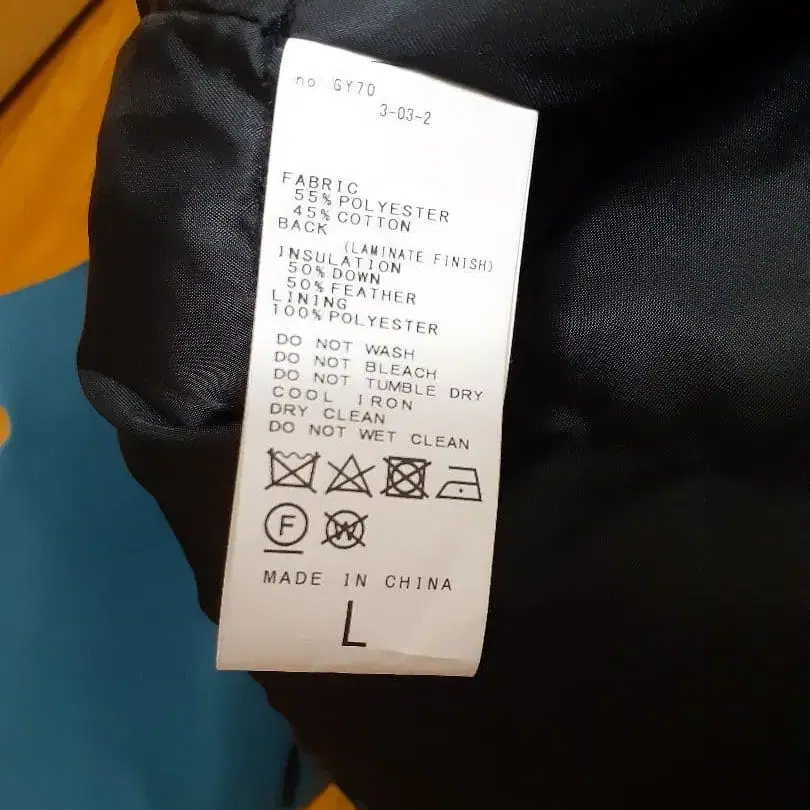 no GY70
3-03-2
FABRIC
55% POLYESTER
45% COTTON
BACK
(LAMINATE FINISH)
INSULATION
50% DOWN
50% FEATHER
LINING
100% POLYESTER
DO NOT WASH
DO NOT BLEACH
DO NOT TUMBLE DRY
COOL IRON
DRY CLEAN
DO NOT WET CLEAN
F W
MADE IN CHINA
L